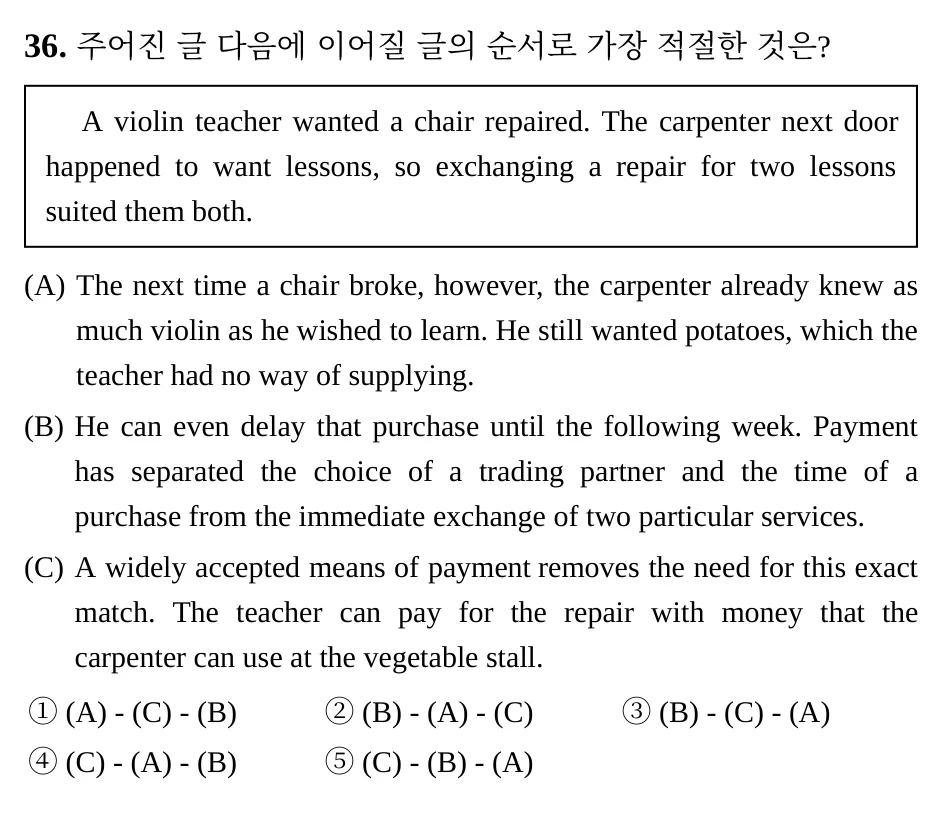 36. 주어진 글 다음에 이어질 글의 순서로 가장 적절한 것은?
A violin teacher wanted a chair repaired. The carpenter next door
happened to want lessons, so exchanging a repair for two lessons
suited them both.
(A) The next time a chair broke, however, the carpenter already knew as
much violin as he wished to learn. He still wanted potatoes, which the
teacher had no way of supplying.
(B) He can even delay that purchase until the following week. Payment
has separated the choice of a trading partner and the time of a
purchase from the immediate exchange of two particular services.
(C) A widely accepted means of payment removes the need for this exact
match. The teacher can pay for the repair with money that the
carpenter can use at the vegetable stall.
① (A) - (C) - (B) ② (B) - (A) - (C) ③ (B) - (C) - (A)
④ (C) - (A) - (B) ⑤ (C) - (B) - (A)